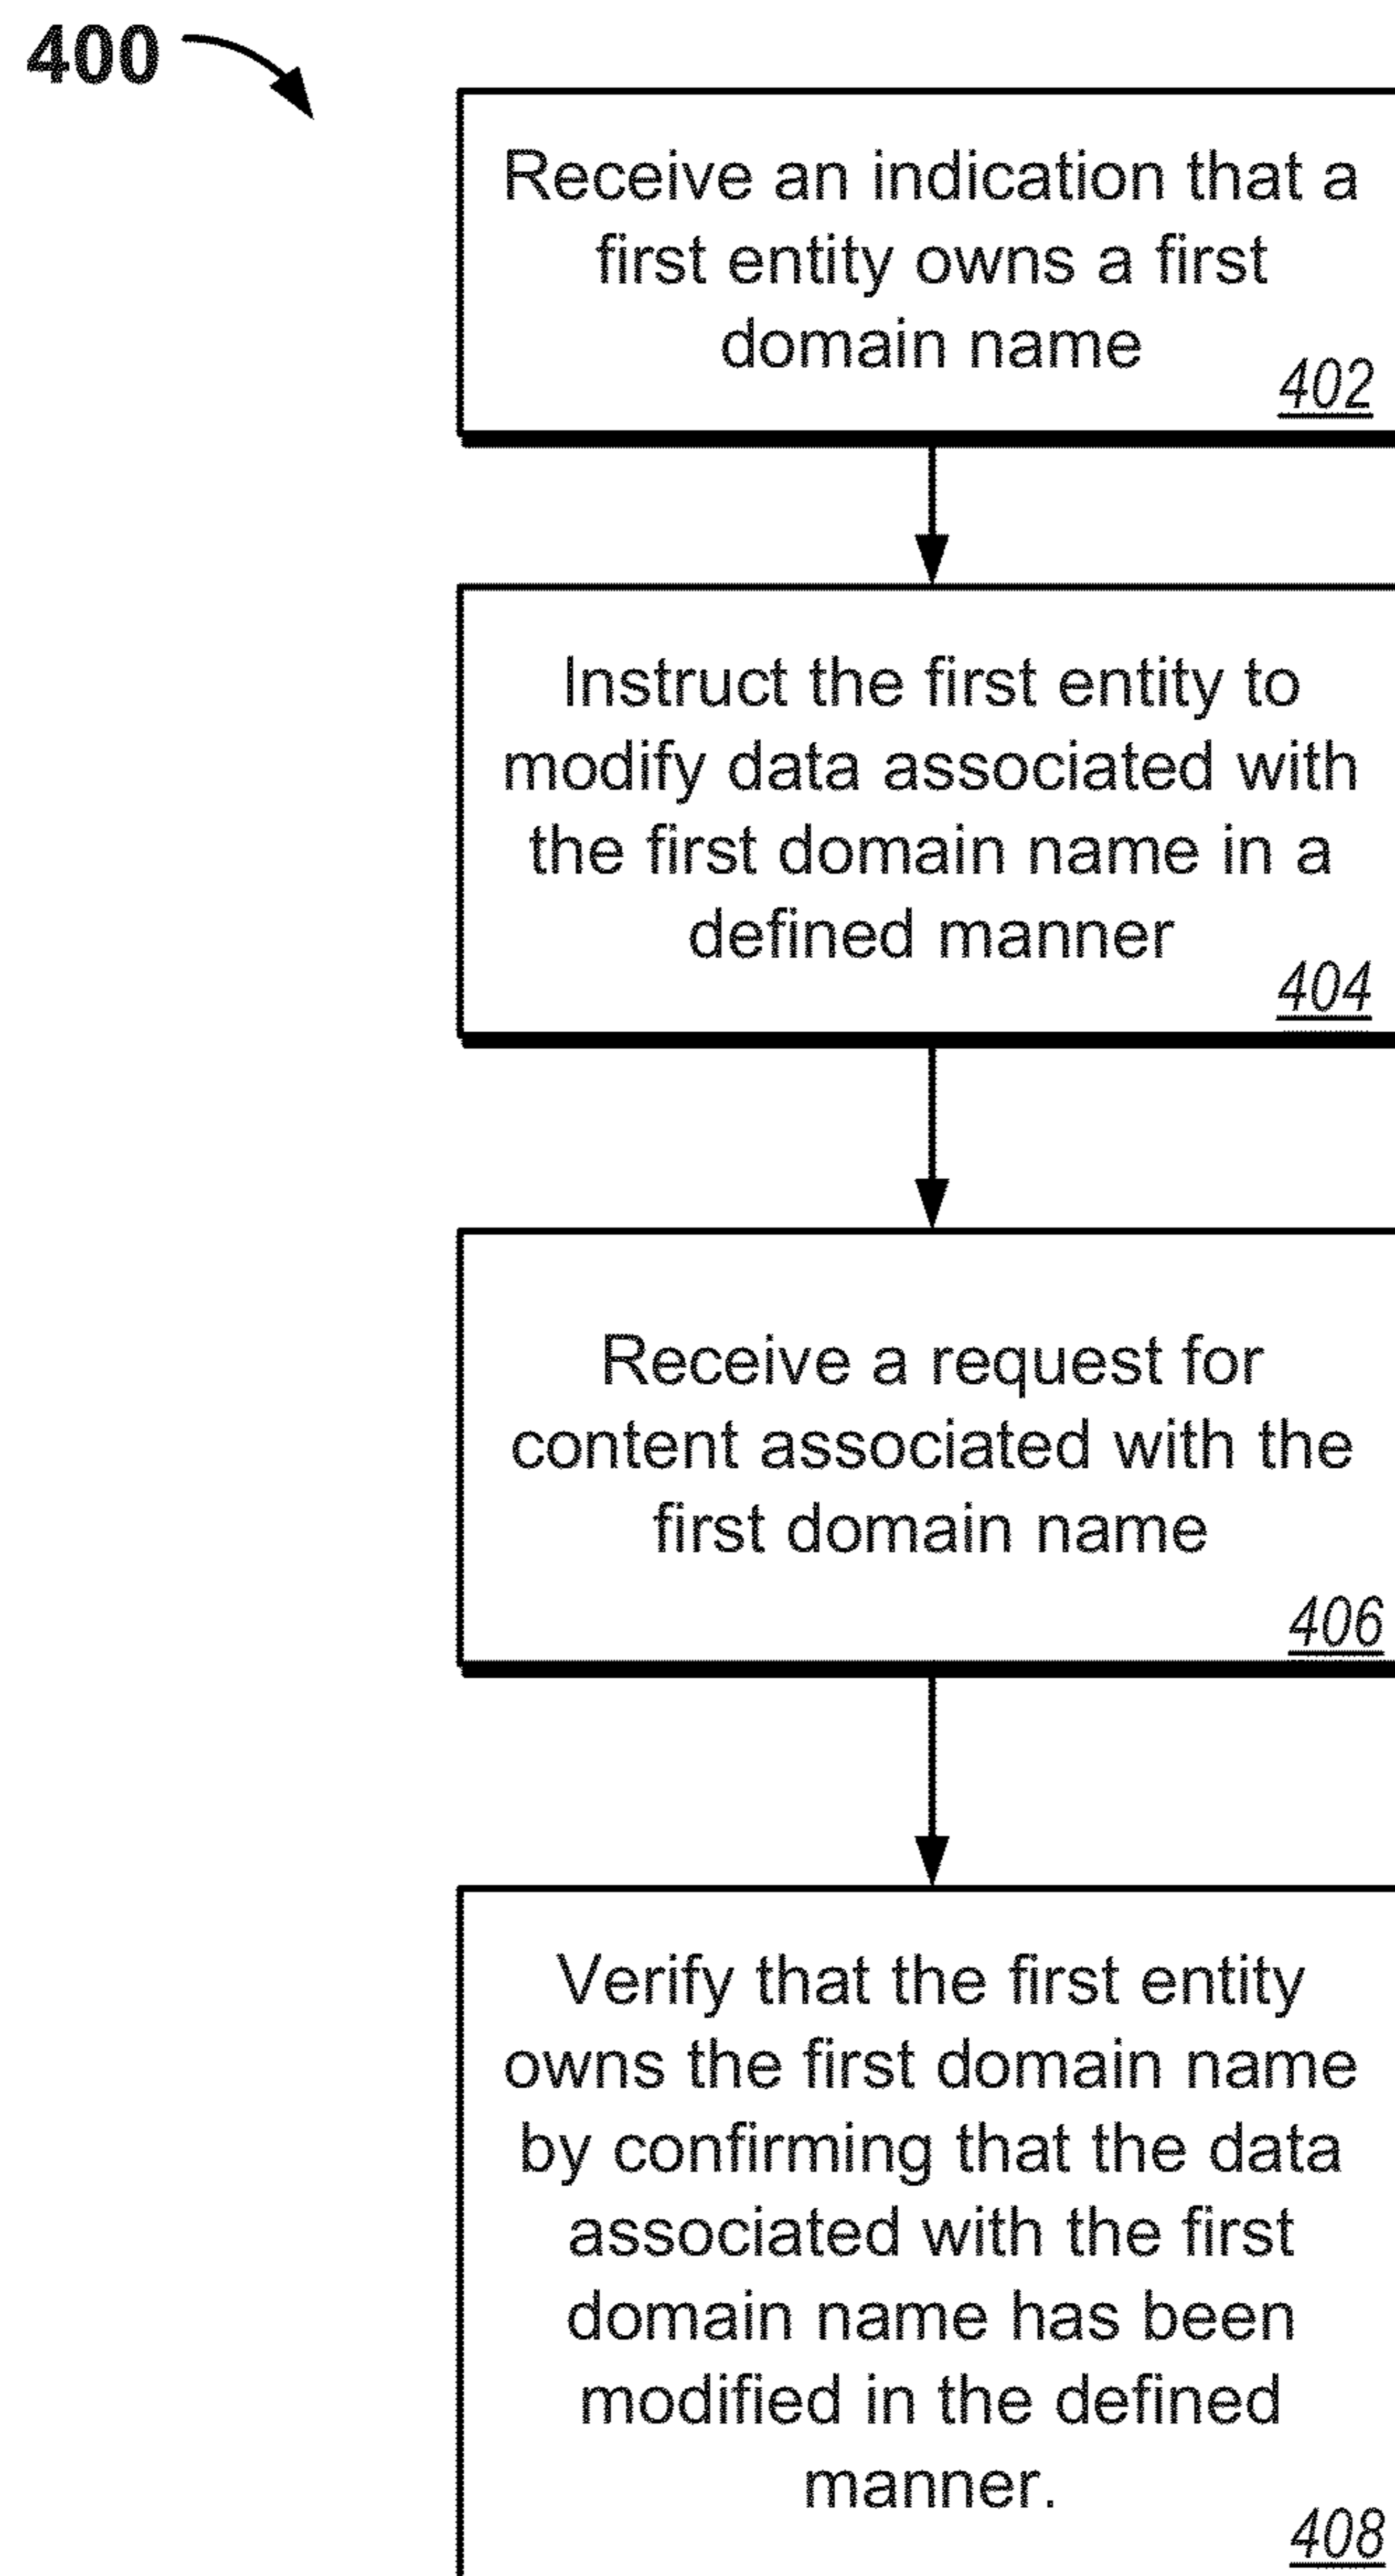 400
Receive an indication that a
first entity owns a first
domain name
402
Instruct the first entity to
modify data associated with
the first domain name in a
defined manner
404
Receive a request for
content associated with the
first domain name
406
Verify that the first entity
owns the first domain name
by confirming that the data
associated with the first
domain name has been
modified in the defined
manner.
408